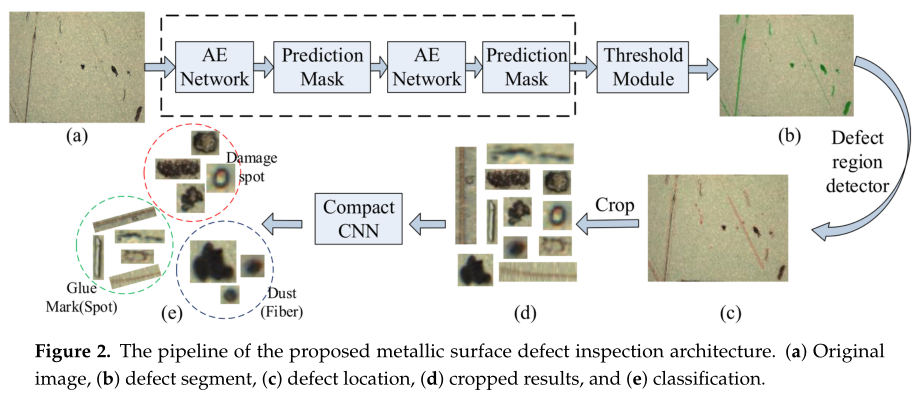 AE
Network
Prediction
Mask
AE
Network
Prediction
Mask
Threshold
Module
(a)
(b)
Defect
region
detector
Damage
spot
Compact
CNN
Crop
Glue
Mark(Spot)
Dust
(Fiber)
(e)
(d)
(c)
Figure 2. The pipeline of the proposed metallic surface defect inspection architecture. (a) Original
image, (b) defect segment, (c) defect location, (d) cropped results, and (e) classification.